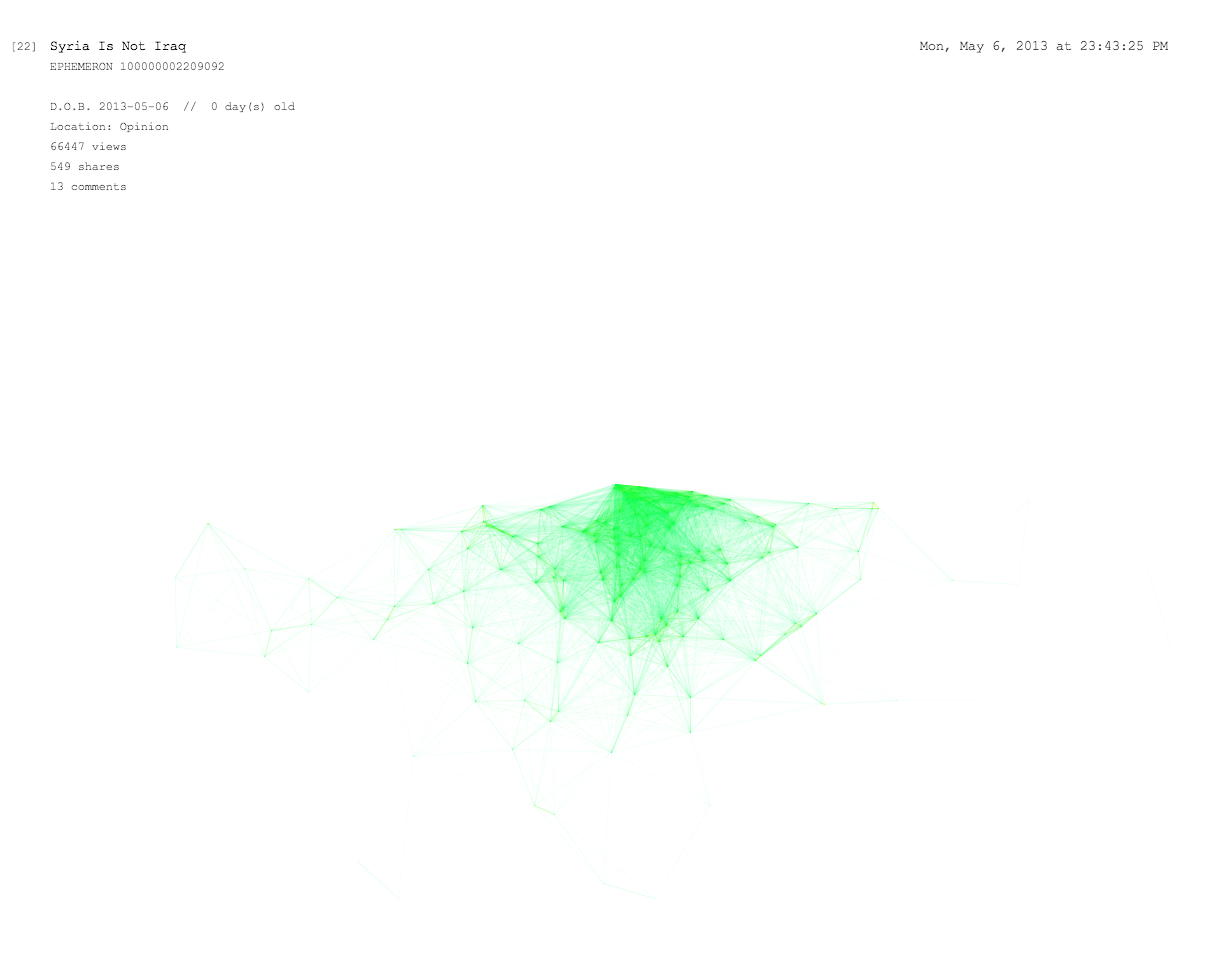 [22] Syria Is Not Iraq Mon, May 6, 2013 at 23:43:25 PM
EPHEMERON 100000002209092
D.O.B. 2013-05-06 // 0 day(s) old
Location: Opinion
66447 views
549 shares
13 comments